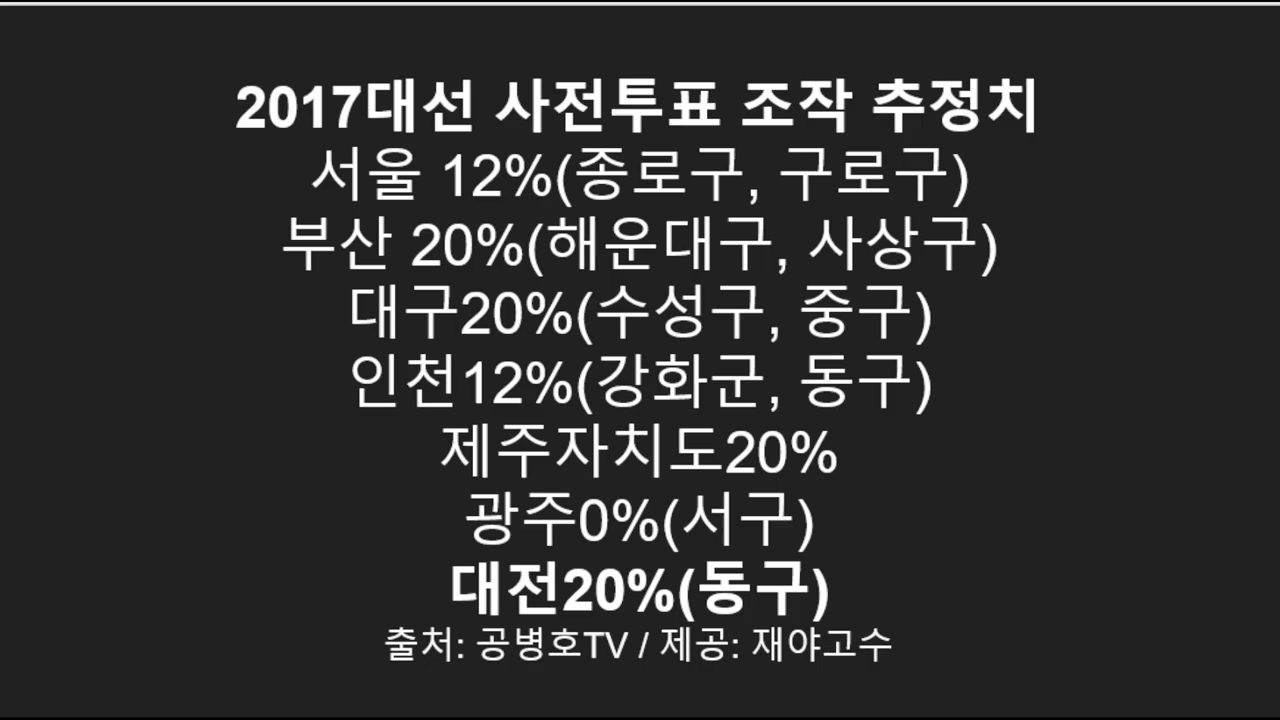 2017대선 사전투표 조작 추정치
서울 12%(종로구, 구로구)
부산 20%(해운대구, 사상구)
대구20%(수성구, 중구)
인천12%(강화군, 동구)
제주자치도20%
광주0%(서구)
대전20%(동구)
출처: 공병호TV / 제공: 재야고수